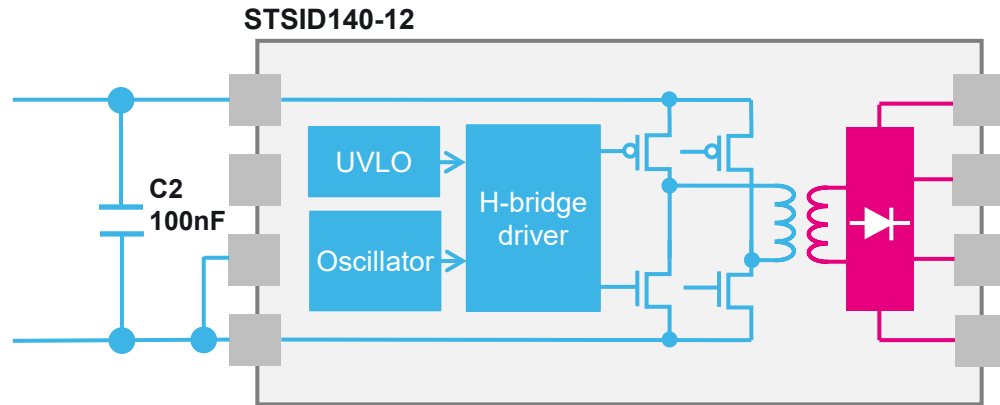 STSID140-12
C2
100nF
UVLO
Oscillator
H-bridge
driver